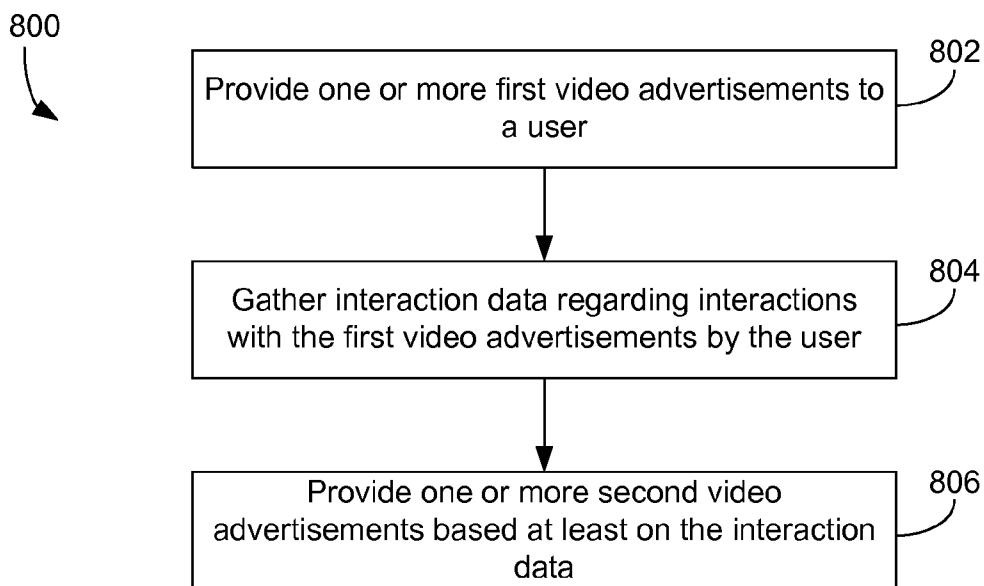 800
802
Provide one or more first video advertisements to
a user
804
Gather interaction data regarding interactions
with the first video advertisements by the user
806
Provide one or more second video
advertisements based at least on the interaction
data